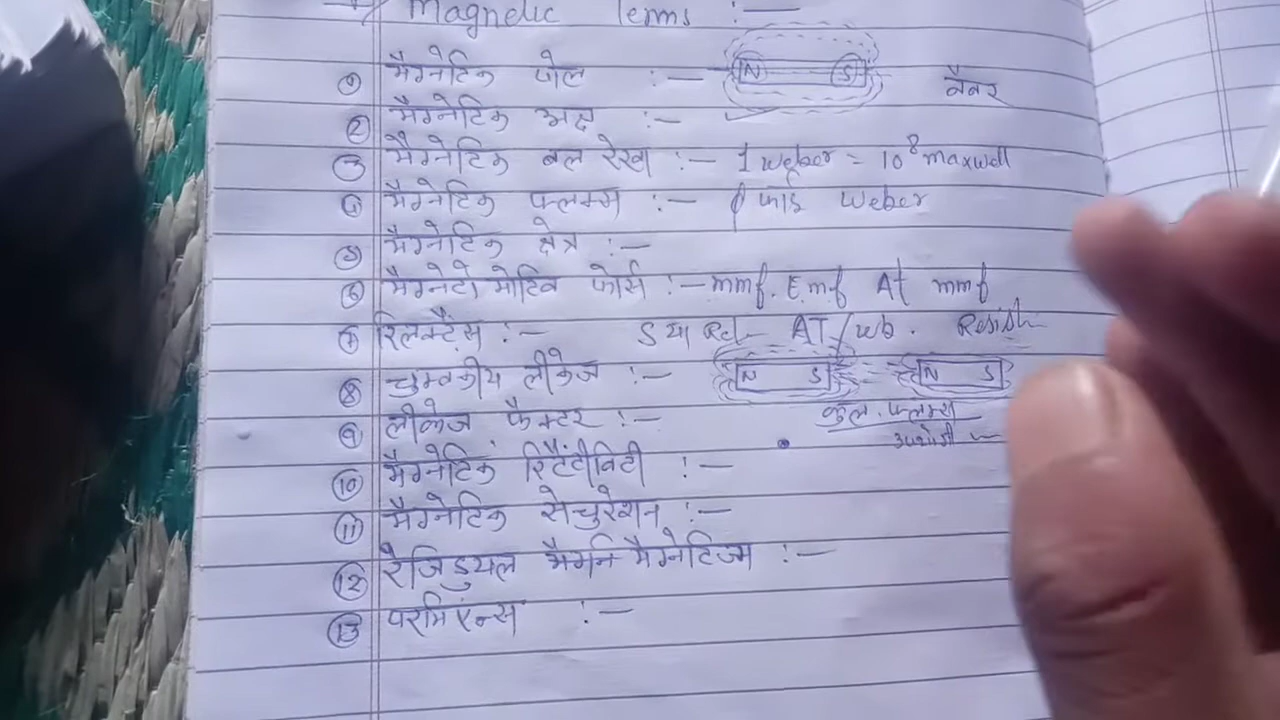 Magnetic Terms :—
① मैग्नेटिक पोल :— N S वैबर
② मैग्नेटिक अक्ष :—
③ मैग्नेटिक बल रेखा :— 1 weber = 10⁸ maxwell
④ मैग्नेटिक फ्लक्स :— ϕ फाई Weber
⑤ मैग्नेटिक क्षेत्र :—
⑥ मैग्नेटो मोटिव फोर्स :— mmf. Emf At mmf
⑦ रिलक्टैंस :— S या Rel AT/wb. Resist
⑧ चुम्बकीय लीकेज :— N S N S
⑨ लीकेज फैक्टर :— कुल फ्लक्स
उपयोगी
⑩ मैग्नेटिक रिटैंटीविटी :—
⑪ मैग्नेटिक सेचुरेशन :—
⑫ रेजिडुयल मैगनि मैग्नेटिज्म :—
⑬ परमिएन्स :—